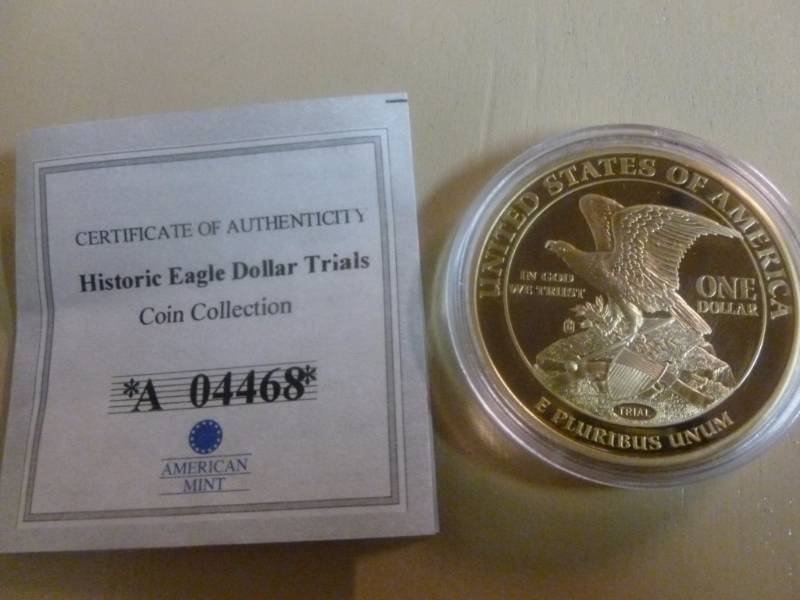 CERTIFICATE OF AUTHENTICITY
Historic Eagle Dollar Trials
Coin Collection
*A 04468*
AMERICAN
MINT
UNITED STATES OF AMERICA
IN GOD
WE TRUST
ONE
DOLLAR
TRIAL
E PLURIBUS UNUM